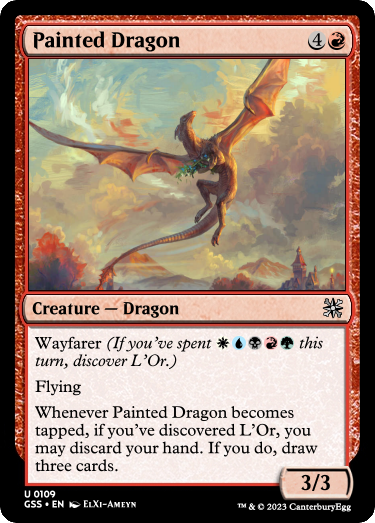 Painted Dragon 4
Creature — Dragon
Wayfarer (If you've spent this
turn, discover L'Or.)
Flying
Whenever Painted Dragon becomes
tapped, if you've discovered L'Or, you
may discard your hand. If you do, draw
three cards.
3/3
U 0109
GSS • EN ElXi-Ameyn
™ & © 2023 CanterburyEgg